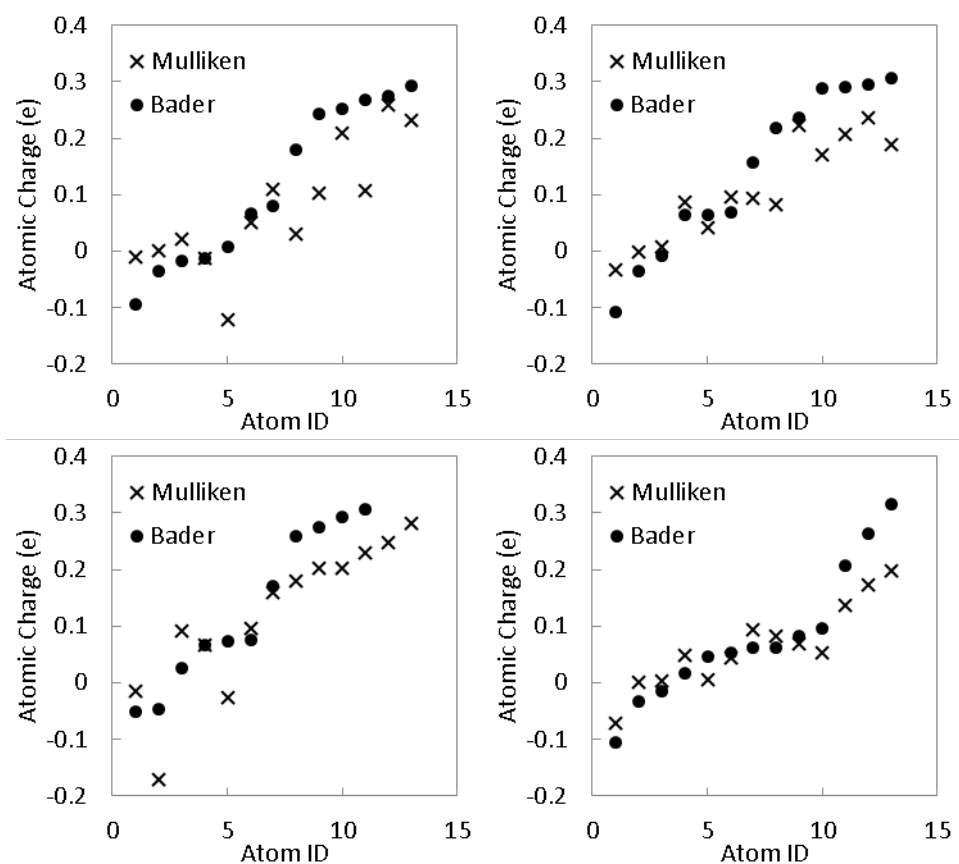 0.4
× Mulliken
0.3
● Bader
0.2
0.1
0
-0.1
-0.2
0 5 10 15
Atomic Charge (e)
Atom ID
0.4
× Mulliken
0.3
● Bader
0.2
0.1
0
-0.1
-0.2
0 5 10 15
Atomic Charge (e)
Atom ID
0.4
× Mulliken
0.3
● Bader
0.2
0.1
0
-0.1
-0.2
0 5 10 15
Atomic Charge (e)
Atom ID
0.4
× Mulliken
0.3
● Bader
0.2
0.1
0
-0.1
-0.2
0 5 10 15
Atomic Charge (e)
Atom ID